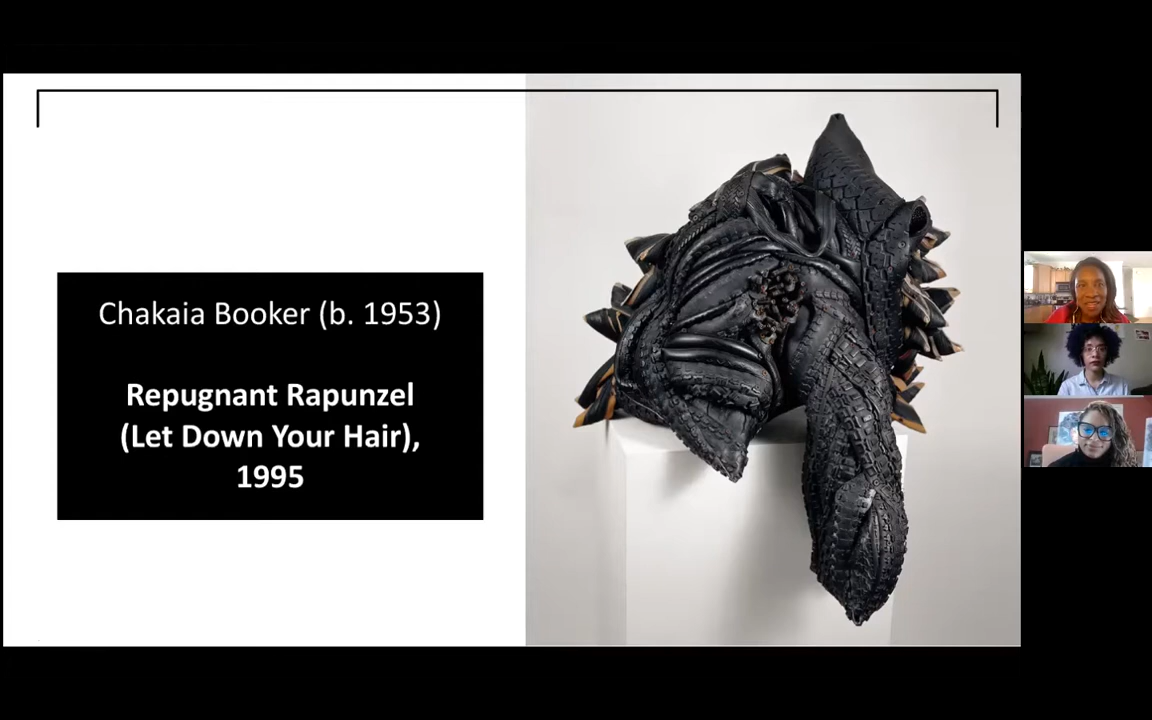 Chakaia Booker (b. 1953)
Repugnant Rapunzel
(Let Down Your Hair),
1995